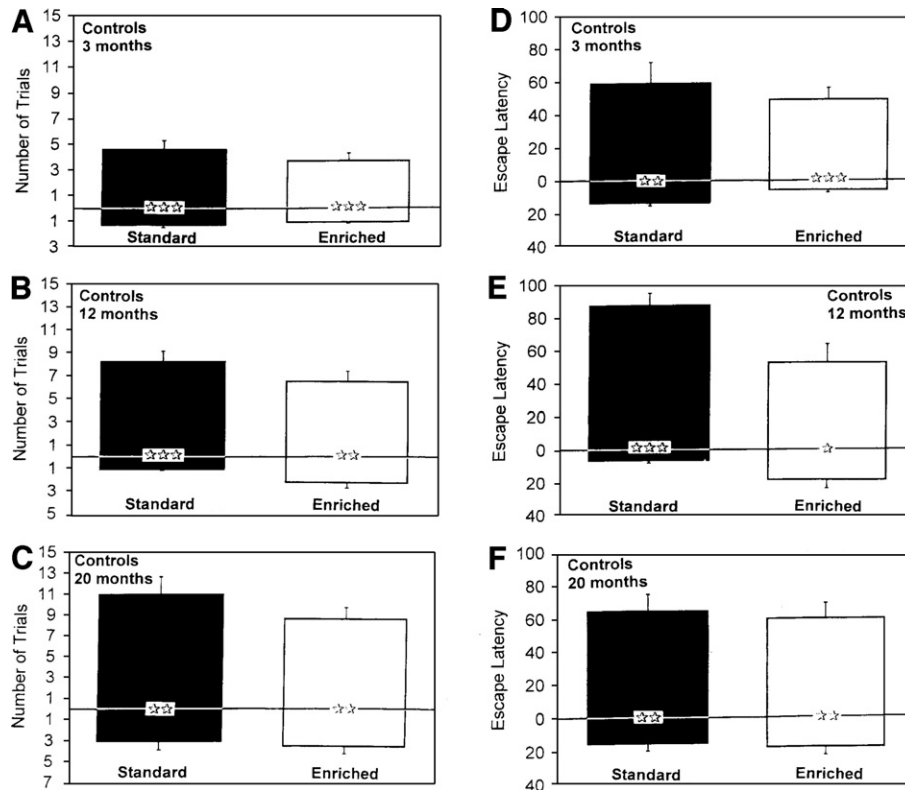 A
Controls
3 months
Number of Trials
15
13
11
9
7
5
3
1
1
3
☆☆☆
☆☆☆
Standard
Enriched
B
Controls
12 months
Number of Trials
15
13
11
9
7
5
3
1
1
3
5
☆☆☆
☆☆
Standard
Enriched
C
Controls
20 months
Number of Trials
15
13
11
9
7
5
3
1
1
3
5
7
☆☆
☆☆
Standard
Enriched
D
Controls
3 months
Escape Latency
100
80
60
40
20
0
20
40
☆☆
☆☆☆
Standard
Enriched
E
Controls
12 months
Escape Latency
100
80
60
40
20
0
20
40
☆☆☆
☆
Standard
Enriched
F
Controls
20 months
Escape Latency
100
80
60
40
20
0
20
40
☆☆
☆☆
Standard
Enriched